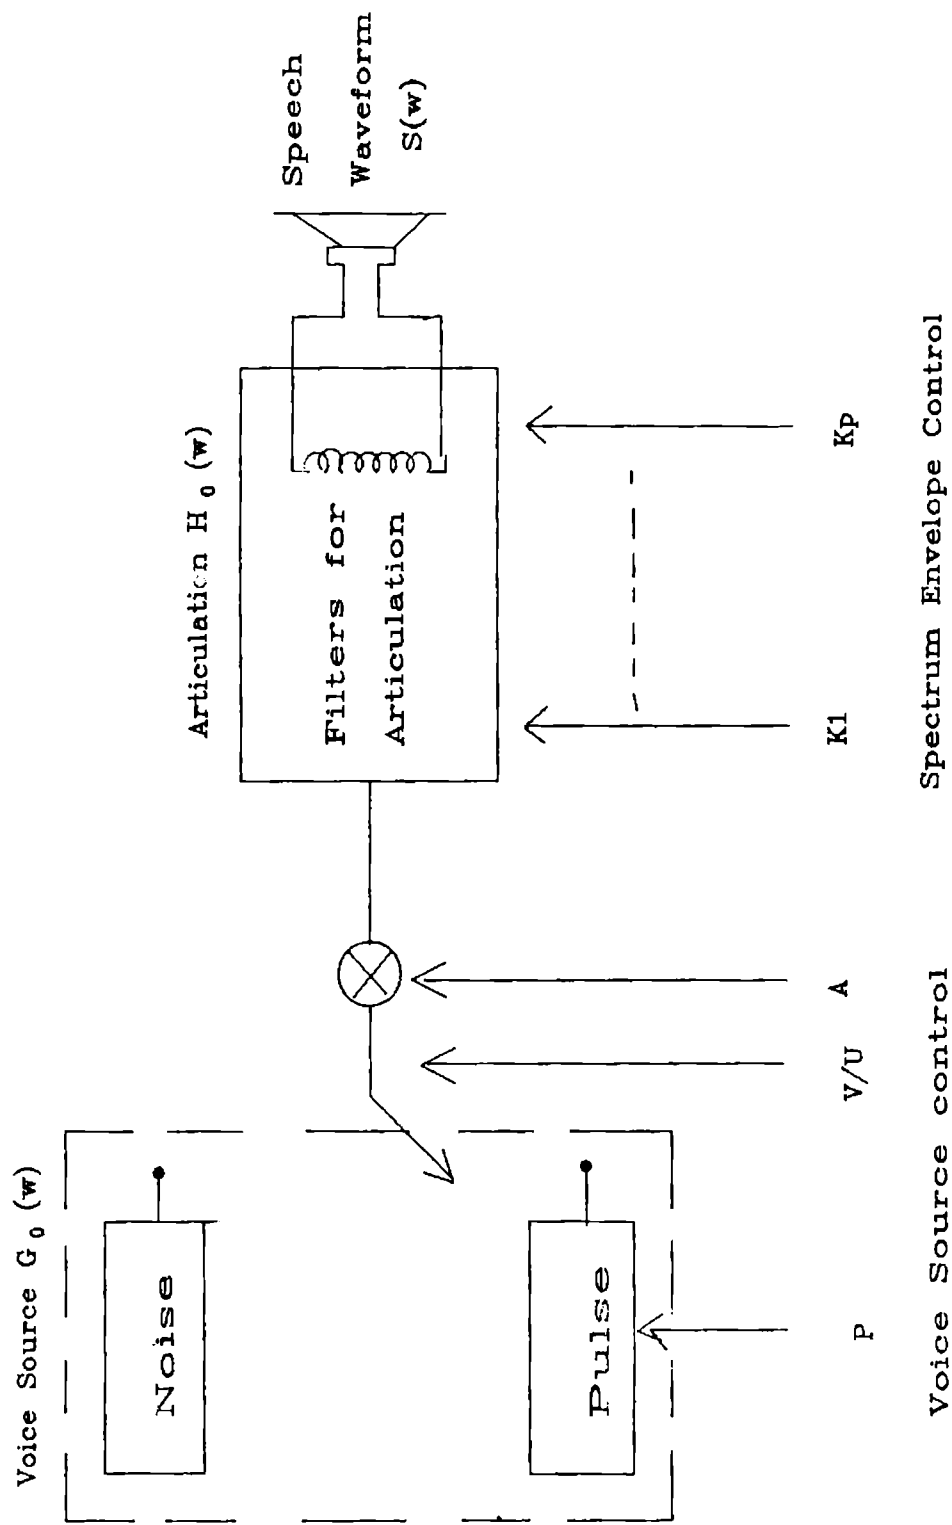 Voice Source G₀ (w)
Noise
Pulse
P
V/U
A
Voice Source control
Articulation H₀ (w)
Filters for
Articulation
K1
Kp
Spectrum Envelope Control
Speech
Waveform
S(w)